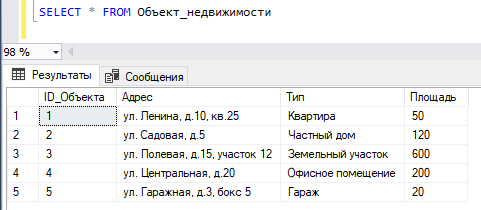 SELECT * FROM Объект_недвижимости
98 %
Результаты Сообщения
ID_Объекта Адрес Тип Площадь
1 1 ул. Ленина, д.10, кв.25 Квартира 50
2 2 ул. Садовая, д.5 Частный дом 120
3 3 ул. Полевая, д.15, участок 12 Земельный участок 600
4 4 ул. Центральная, д.20 Офисное помещение 200
5 5 ул. Гаражная, д.3, бокс 5 Гараж 20